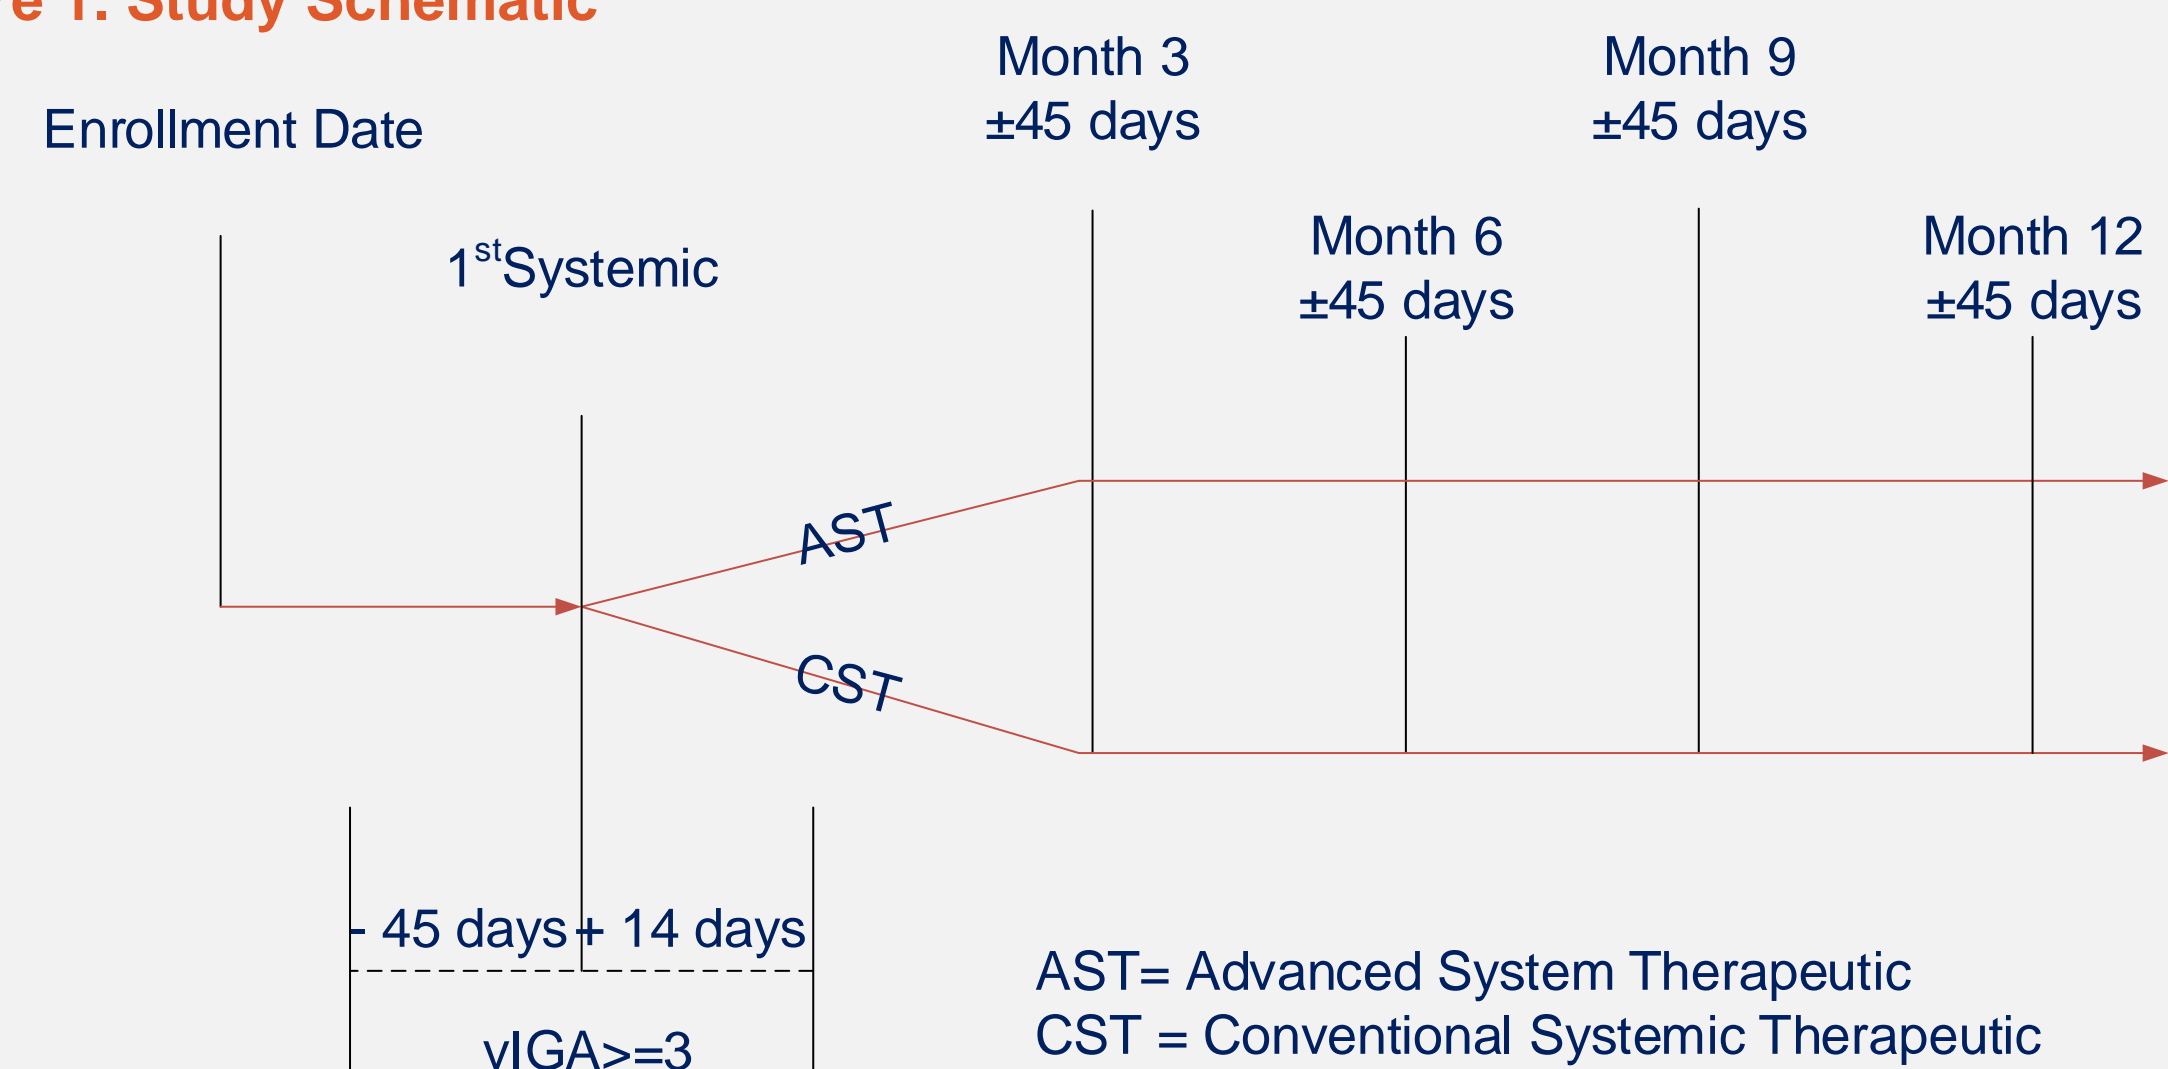 1: Study Schematic
Enrollment Date
1stSystemic
Month 3
±45 days
Month 6
±45 days
Month 9
±45 days
Month 12
±45 days
AST
CST
- 45 days + 14 days
vIGA>=3
AST= Advanced System Therapeutic
CST = Conventional Systemic Therapeutic